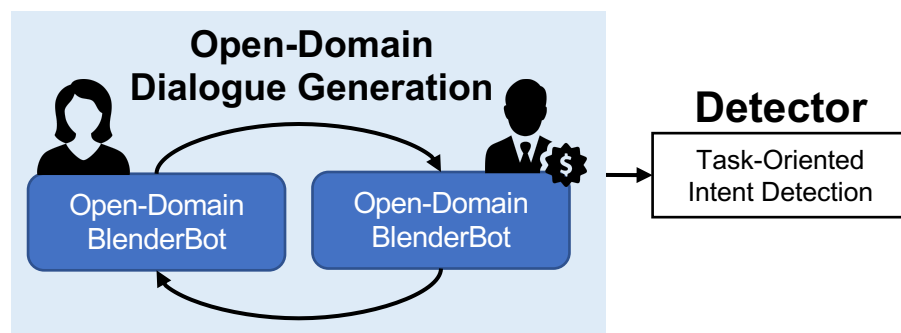 Open-Domain
Dialogue Generation
Open-Domain
BlenderBot
$
Open-Domain
BlenderBot
Detector
Task-Oriented
Intent Detection